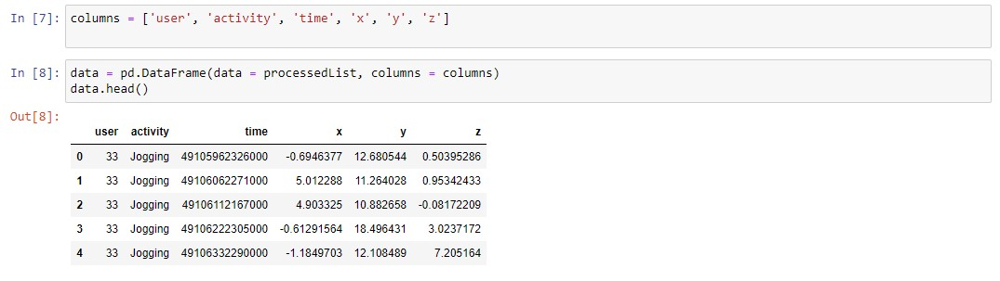 In [7]: columns = ['user', 'activity', 'time', 'x', 'y', 'z']
In [8]: data = pd.DataFrame(data = processedList, columns = columns)
data.head()
Out[8]:
user activity time x y z
0 33 Jogging 49105962326000 -0.6946377 12.680544 0.50395286
1 33 Jogging 49106062271000 5.012288 11.264028 0.95342433
2 33 Jogging 49106112167000 4.903325 10.882658 -0.08172209
3 33 Jogging 49106222305000 -0.61291564 18.496431 3.0237172
4 33 Jogging 49106332290000 -1.1849703 12.108489 7.205164